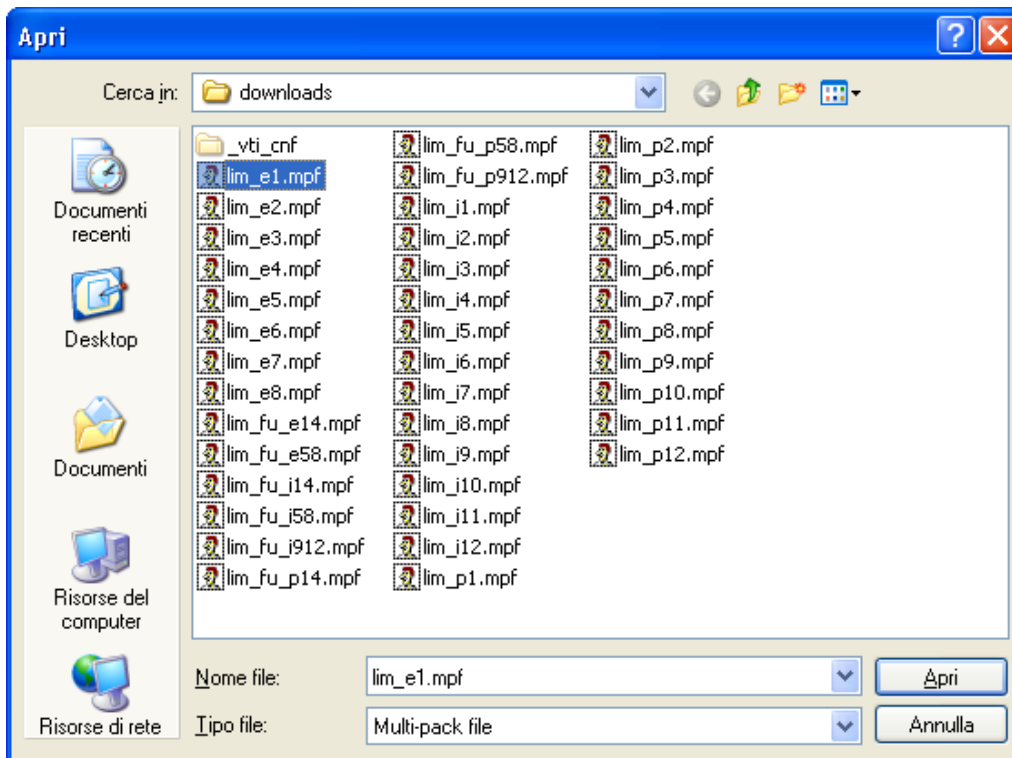 Apri
Cerca in:
downloads
Documenti
recenti
Desktop
Documenti
Risorse del
computer
Risorse di rete
_vti_cnf
lim_e1.mpf
lim_e2.mpf
lim_e3.mpf
lim_e4.mpf
lim_e5.mpf
lim_e6.mpf
lim_e7.mpf
lim_e8.mpf
lim_fu_e14.mpf
lim_fu_e58.mpf
lim_fu_i14.mpf
lim_fu_i58.mpf
lim_fu_i912.mpf
lim_fu_p14.mpf
lim_fu_p58.mpf
lim_fu_p912.mpf
lim_i1.mpf
lim_i2.mpf
lim_i3.mpf
lim_i4.mpf
lim_i5.mpf
lim_i6.mpf
lim_i7.mpf
lim_i8.mpf
lim_i9.mpf
lim_i10.mpf
lim_i11.mpf
lim_i12.mpf
lim_p1.mpf
lim_p2.mpf
lim_p3.mpf
lim_p4.mpf
lim_p5.mpf
lim_p6.mpf
lim_p7.mpf
lim_p8.mpf
lim_p9.mpf
lim_p10.mpf
lim_p11.mpf
lim_p12.mpf
Nome file:
lim_e1.mpf
Apri
Tipo file:
Multi-pack file
Annulla